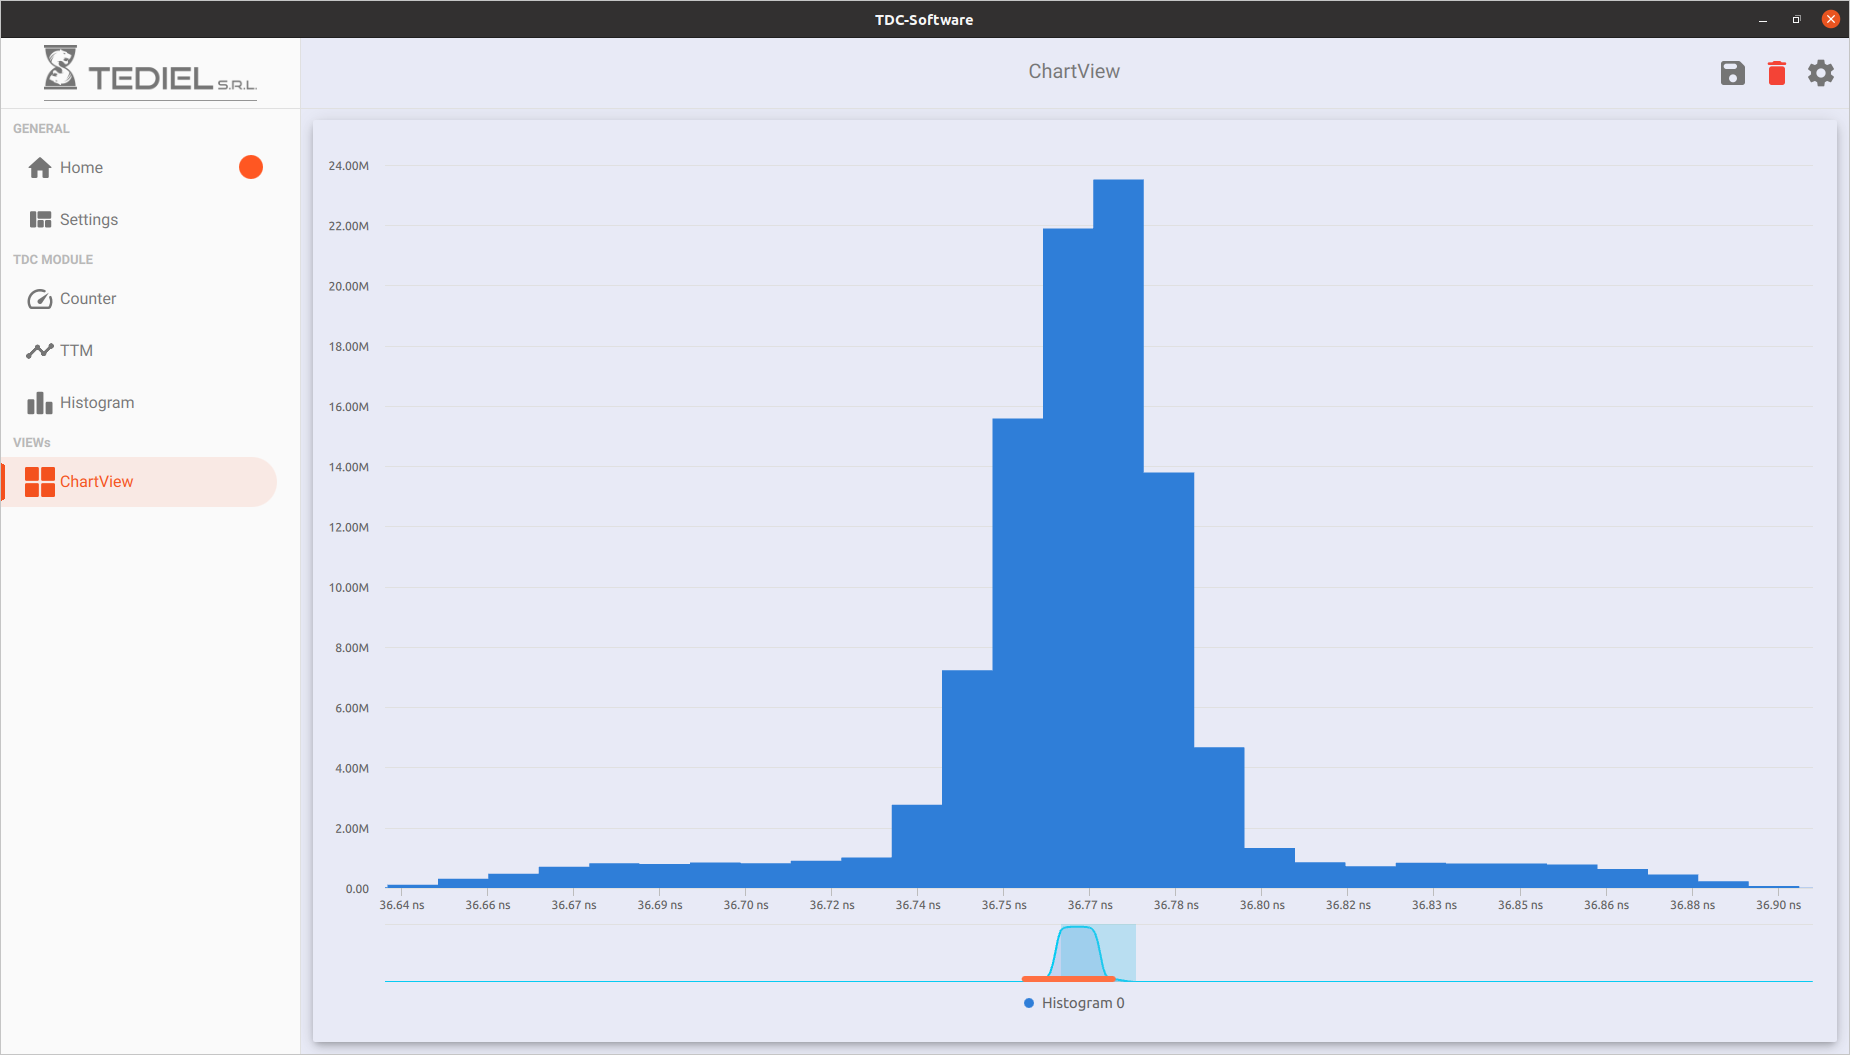 TDC-Software
TEDIEL S.R.L.
ChartView
GENERAL
Home
Settings
TDC MODULE
Counter
TTM
Histogram
VIEWs
ChartView
24.00M
22.00M
20.00M
18.00M
16.00M
14.00M
12.00M
10.00M
8.00M
6.00M
4.00M
2.00M
0.00
36.64 ns 36.66 ns 36.67 ns 36.69 ns 36.70 ns 36.72 ns 36.74 ns 36.75 ns 36.77 ns 36.78 ns 36.80 ns 36.82 ns 36.83 ns 36.85 ns 36.86 ns 36.88 ns 36.90 ns
Histogram 0